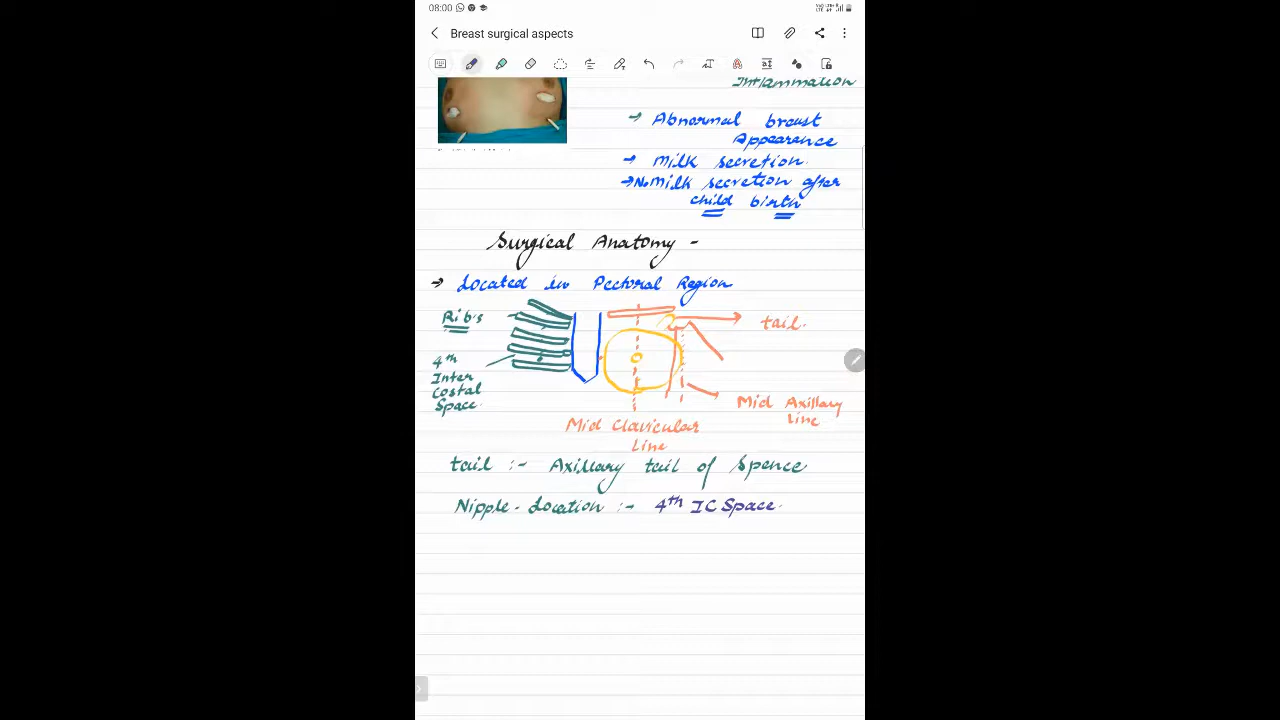 08:00
Breast surgical aspects
Inflammation
→ Abnormal breast
Appearance
→ Milk secretion.
→ No Milk secretion after
child birth
Surgical Anatomy -
→ Located in Pectoral Region
Ribs
tail.
4th
Inter
Costal
Space.
Mid Axillary
Line
Mid Clavicular
Line
tail :- Axillary tail of Spence
Nipple - Location :- 4th IC Space.